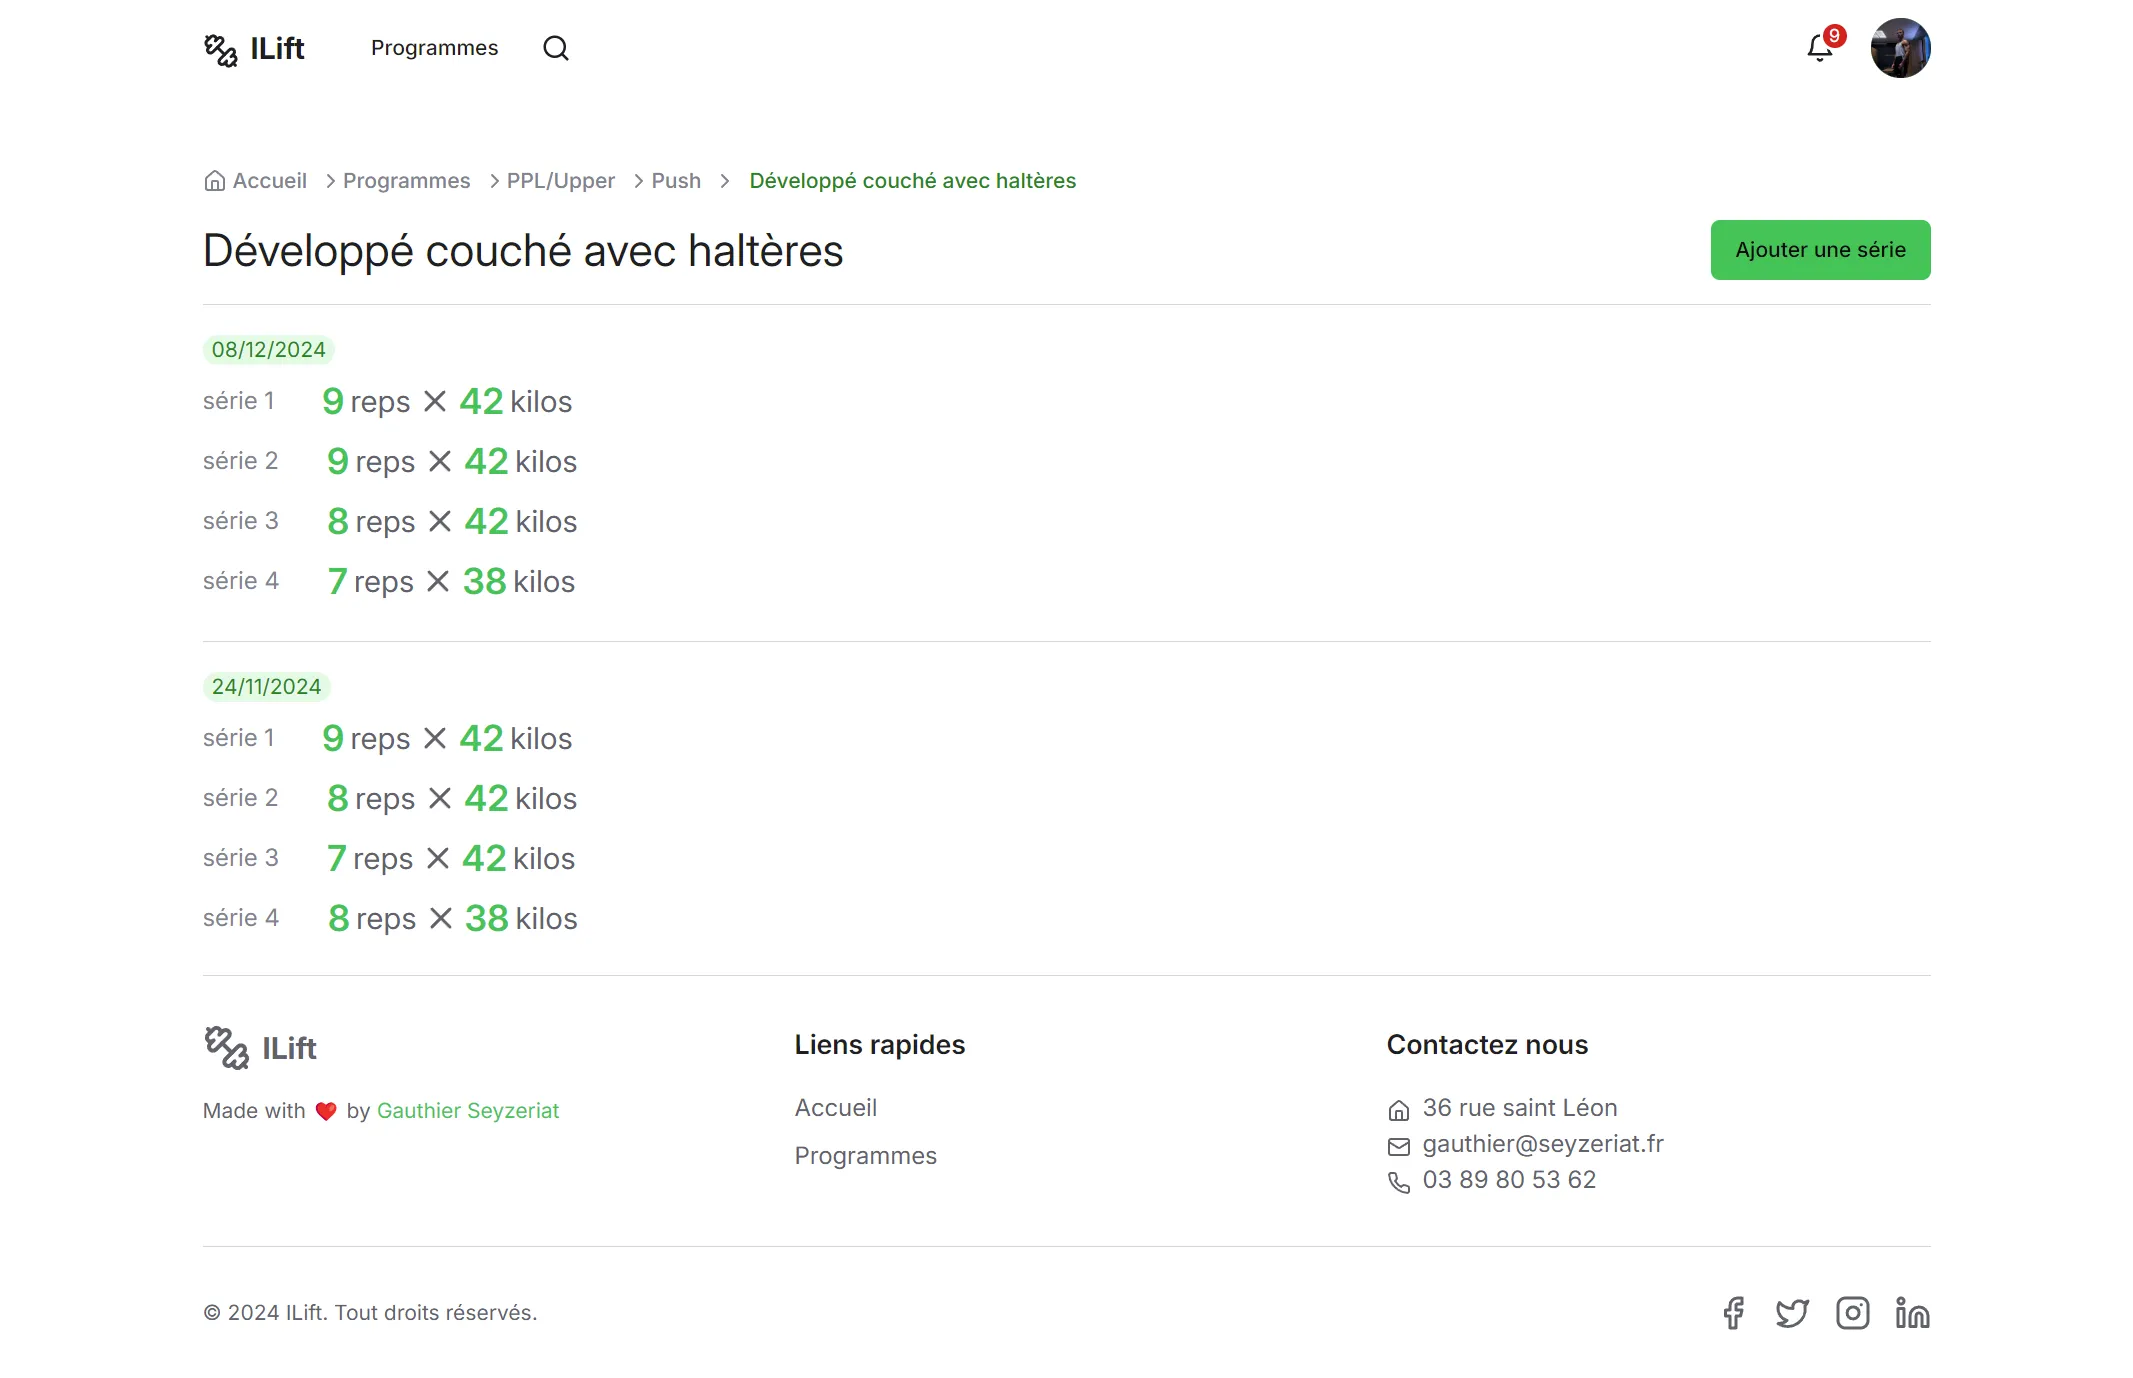 ILift Programmes 9
Accueil Programmes PPL/Upper Push Développé couché avec haltères
Développé couché avec haltères Ajouter une série
08/12/2024
série 1 9 reps × 42 kilos
série 2 9 reps × 42 kilos
série 3 8 reps × 42 kilos
série 4 7 reps × 38 kilos
24/11/2024
série 1 9 reps × 42 kilos
série 2 8 reps × 42 kilos
série 3 7 reps × 42 kilos
série 4 8 reps × 38 kilos
ILift
Made with ❤️ by Gauthier Seyzeriat
Liens rapides
Accueil
Programmes
Contactez nous
36 rue saint Léon
gauthier@seyzeriat.fr
03 89 80 53 62
© 2024 ILift. Tout droits réservés.